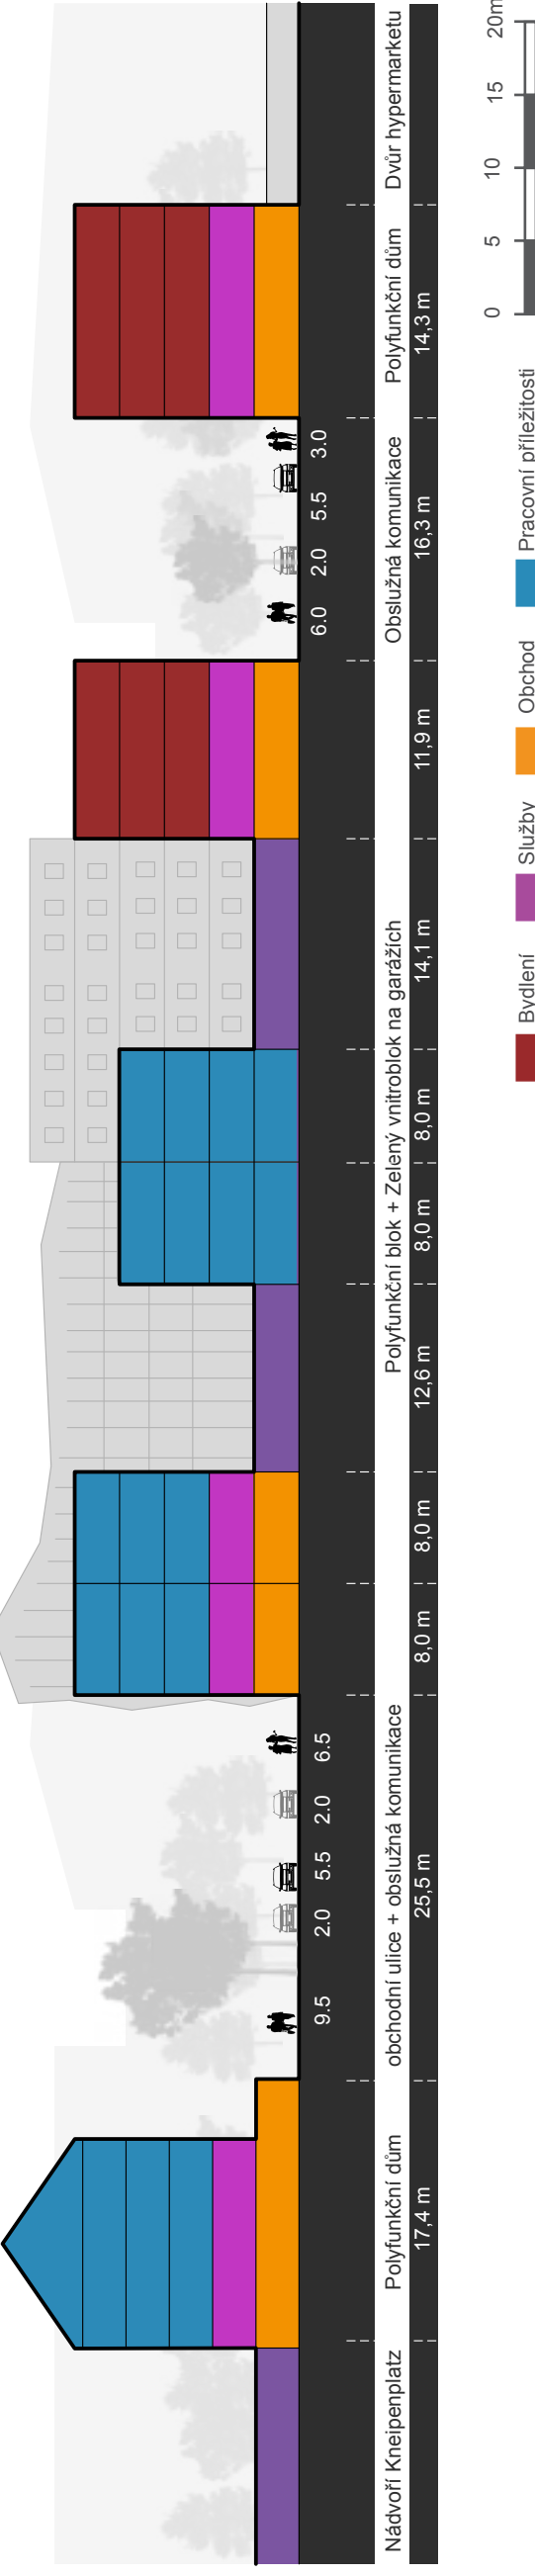 9.5
2.0
5.5
2.0
6.5
6.0
2.0
5.5
3.0
Nádvoří Kneipenplatz
Polyfunkční dům
obchodní ulice + obslužná komunikace
Polyfunkční blok + Zelený vnitroblok na garážích
Obslužná komunikace
Polyfunkční dům
Dvůr hypermarketu
17,4 m
25,5 m
8,0 m
8,0 m
12,6 m
8,0 m
8,0 m
14,1 m
11,9 m
16,3 m
14,3 m
0
5
10
15
20m
Bydlení
Služby
Obchod
Pracovní příležitosti